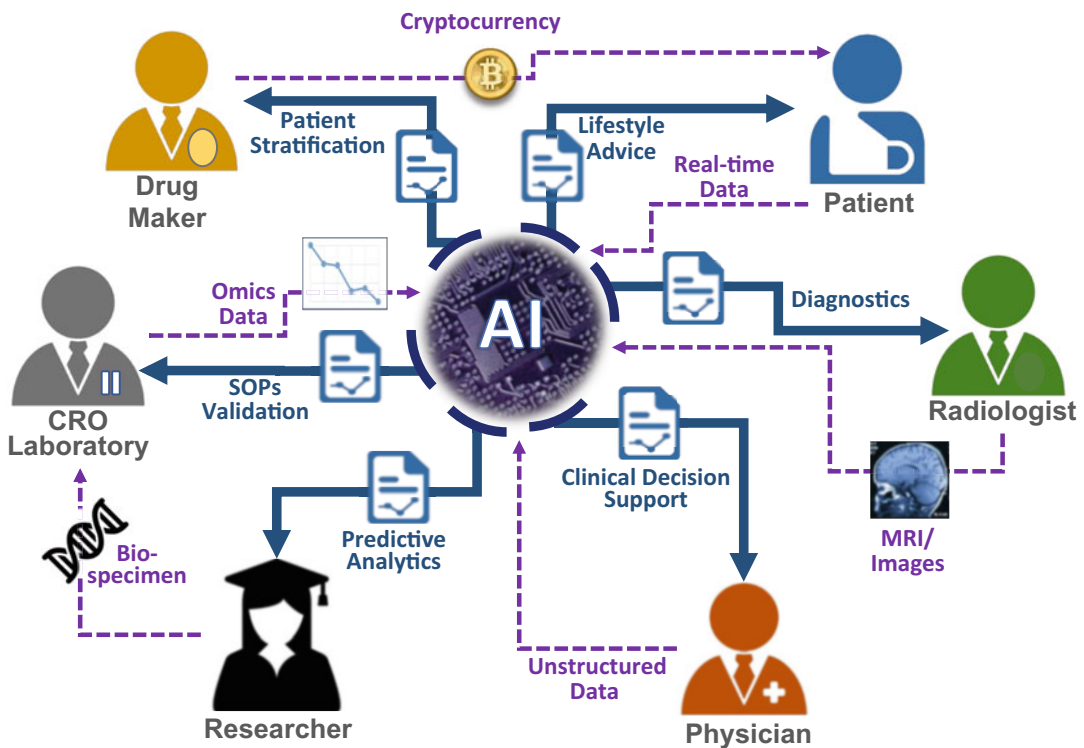 Cryptocurrency
₿
Patient
Stratification
Lifestyle
Advice
Real-time
Data
Drug
Maker
Patient
Omics
Data
AI
Diagnostics
SOPs
Validation
CRO
Laboratory
Radiologist
Clinical Decision
Support
Predictive
Analytics
Bio-
specimen
MRI/
Images
Unstructured
Data
Researcher
Physician